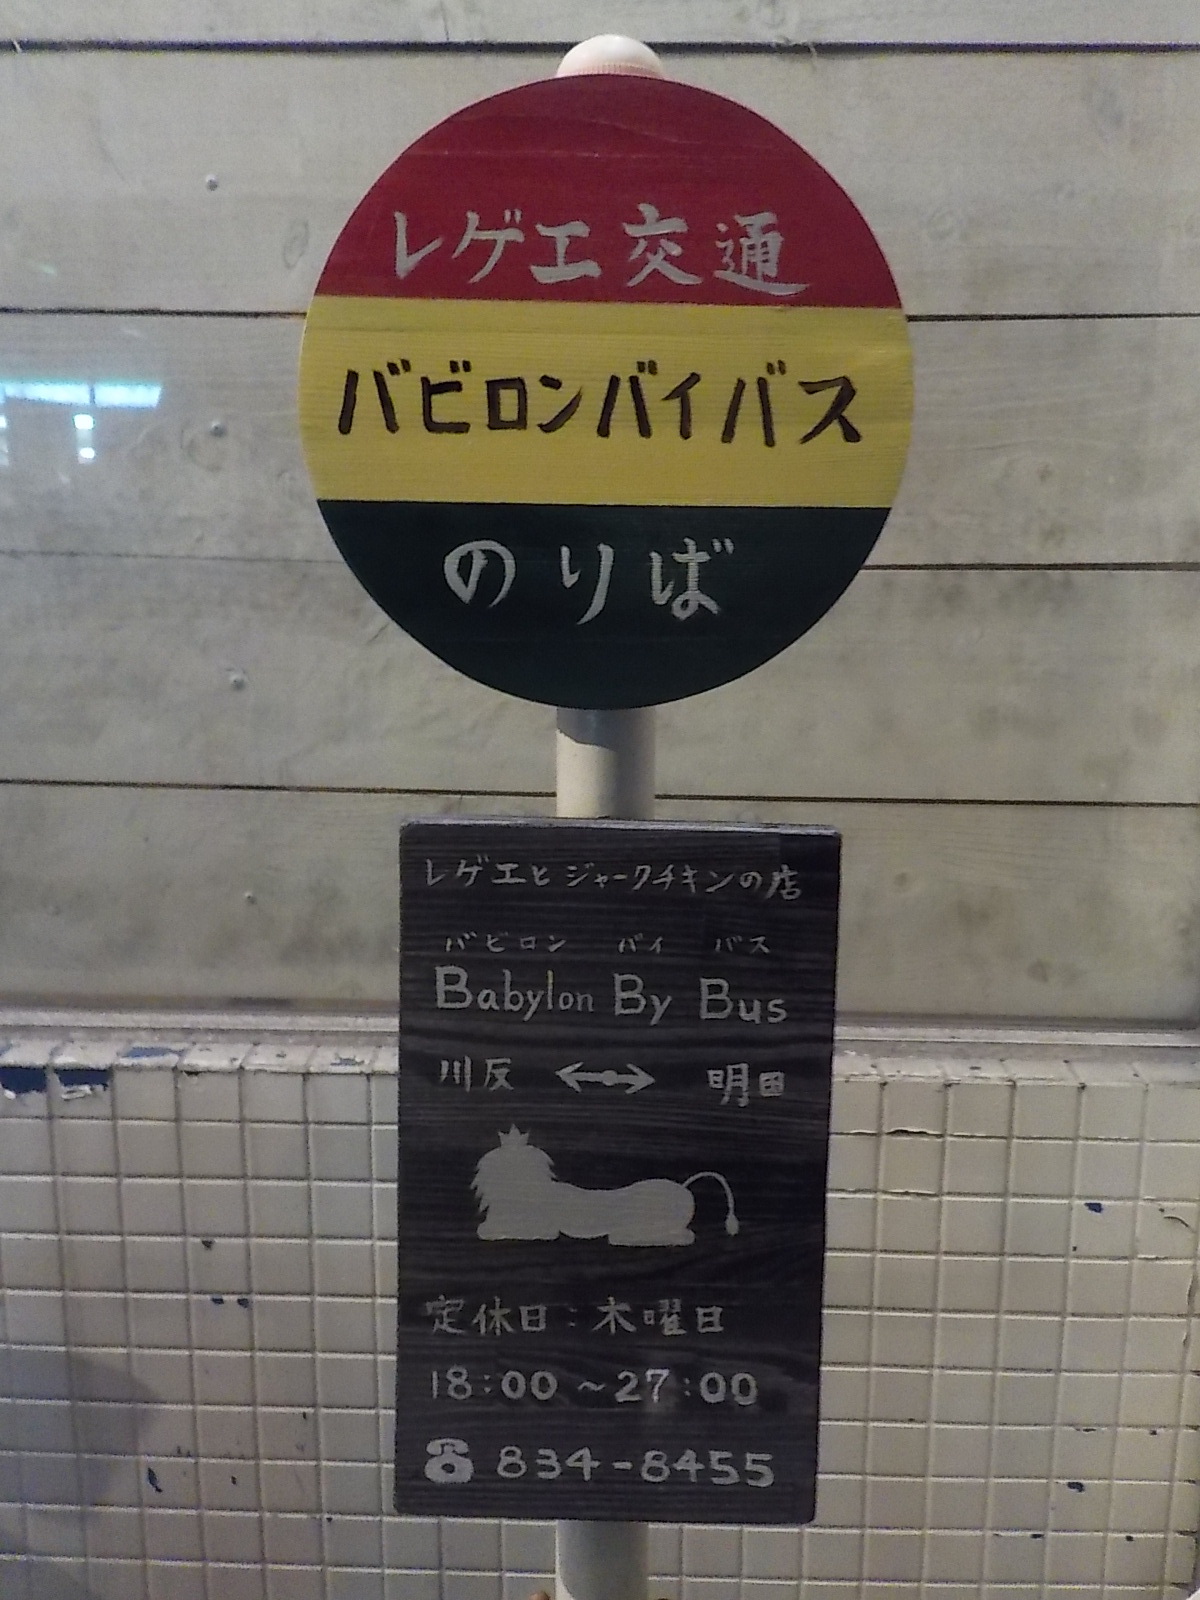 レゲエ交通
バビロンバイバス
のりば
レゲエとジャークチキンの店
バビロン バイ バス
Babylon By Bus
川反 ↔ 明田
定休日：木曜日
18:00～27:00
☎ 834-8455